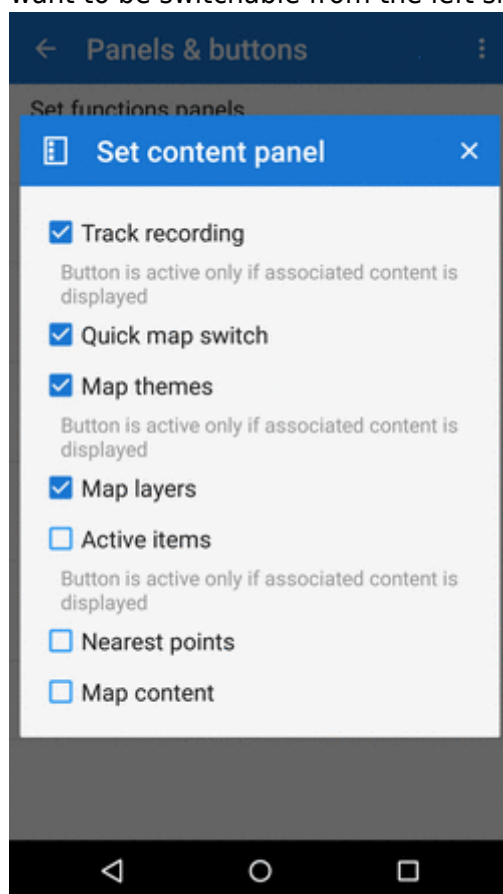 want to be switchable from the left s
Panels & buttons
Set functions panels
Set content panel
Track recording
Button is active only if associated content is
displayed
Quick map switch
Map themes
Button is active only if associated content is
displayed
Map layers
Active items
Button is active only if associated content is
displayed
Nearest points
Map content